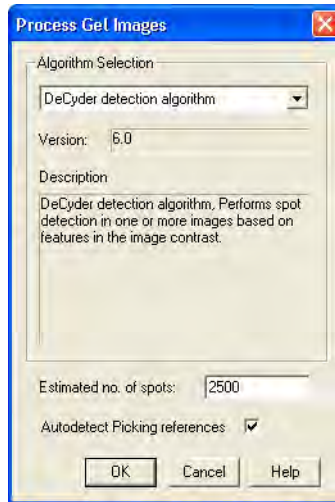 Process Gel Images
Algorithm Selection
DeCyder detection algorithm
Version: 6.0
Description
DeCyder detection algorithm, Performs spot
detection in one or more images based on
features in the image contrast.
Estimated no. of spots: 2500
Autodetect Picking references
OK Cancel Help